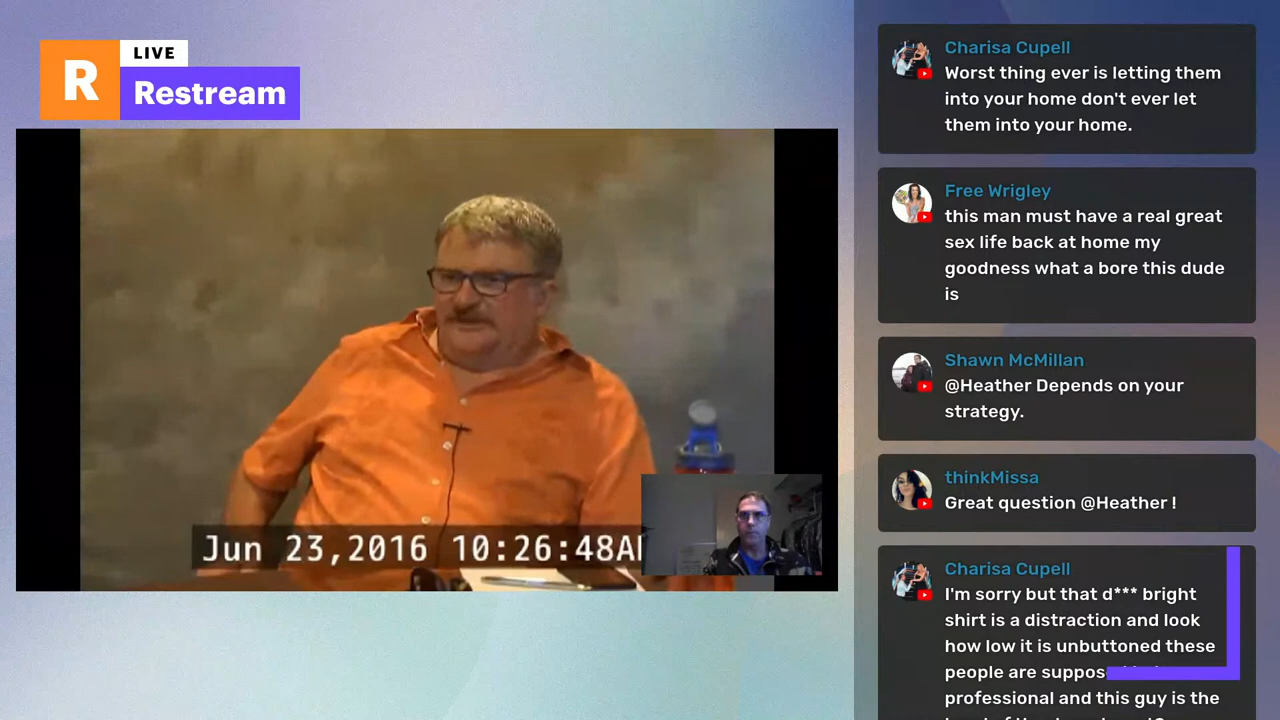 R
LIVE
Restream
Jun 23,2016 10:26:48A
Charisa Cupell
Worst thing ever is letting them
into your home don't ever let
them into your home.
Free Wrigley
this man must have a real great
sex life back at home my
goodness what a bore this dude
is
Shawn McMillan
@Heather Depends on your
strategy.
thinkMissa
Great question @Heather !
Charisa Cupell
I'm sorry but that d*** bright
shirt is a distraction and look
how low it is unbuttoned these
people are
professional and this guy is the